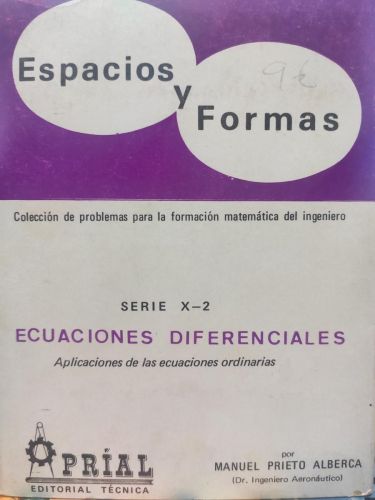 Espacios
y
Formas
9€
Colección de problemas para la formación matemática del ingeniero
SERIE X-2
ECUACIONES DIFERENCIALES
Aplicaciones de las ecuaciones ordinarias
PRÍAL
EDITORIAL TÉCNICA
por
MANUEL PRIETO ALBERCA
(Dr. Ingeniero Aeronáutico)